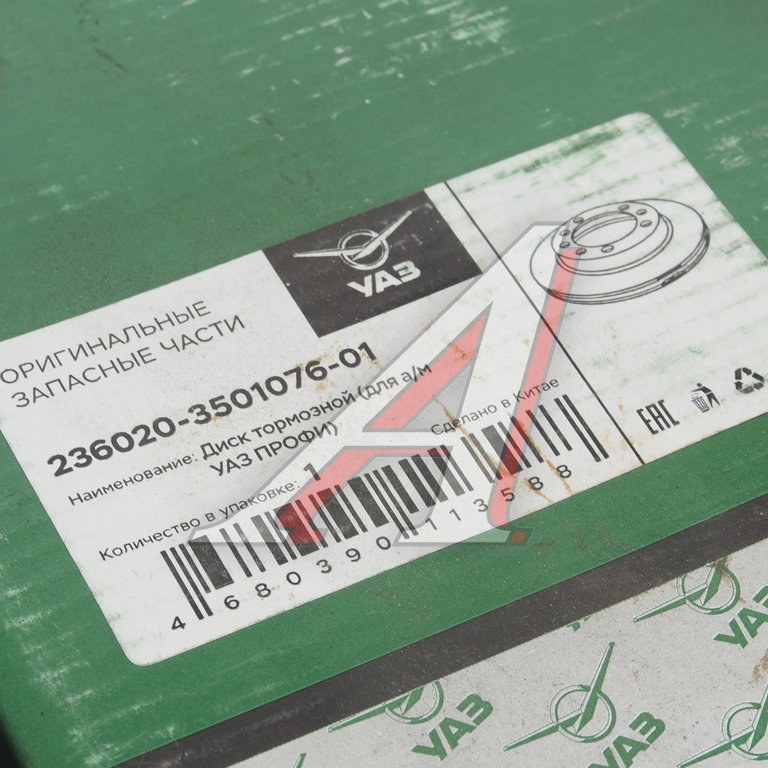 ОРИГИНАЛЬНЫЕ
ЗАПАСНЫЕ ЧАСТИ
УАЗ
236020-3501076-01
Наименование: Диск тормозной (для а/м
УАЗ ПРОФИ)
Количество в упаковке: 1
Сделано в Китае
4 680390 113588
EAC
УАЗ
УАЗ
УАЗ
УАЗ